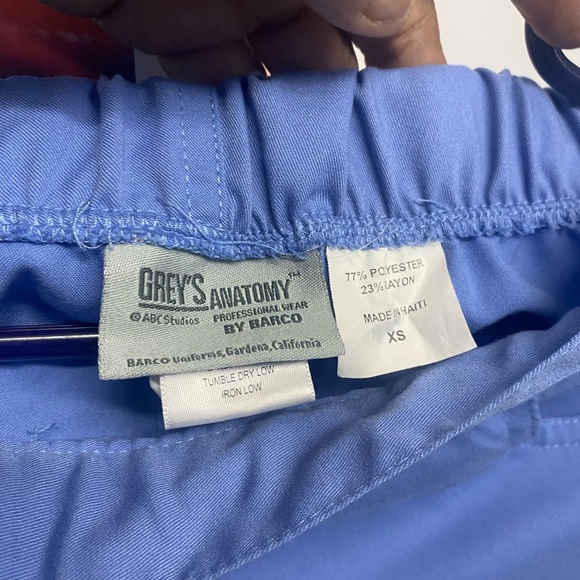 GREY'S ANATOMY™
PROFESSIONAL WEAR
© ABC Studios
BY BARCO
BARCO Uniforms, Gardena, California
TUMBLE DRY LOW
IRON LOW
77% POLYESTER
23% RAYON
MADE IN HAITI
XS